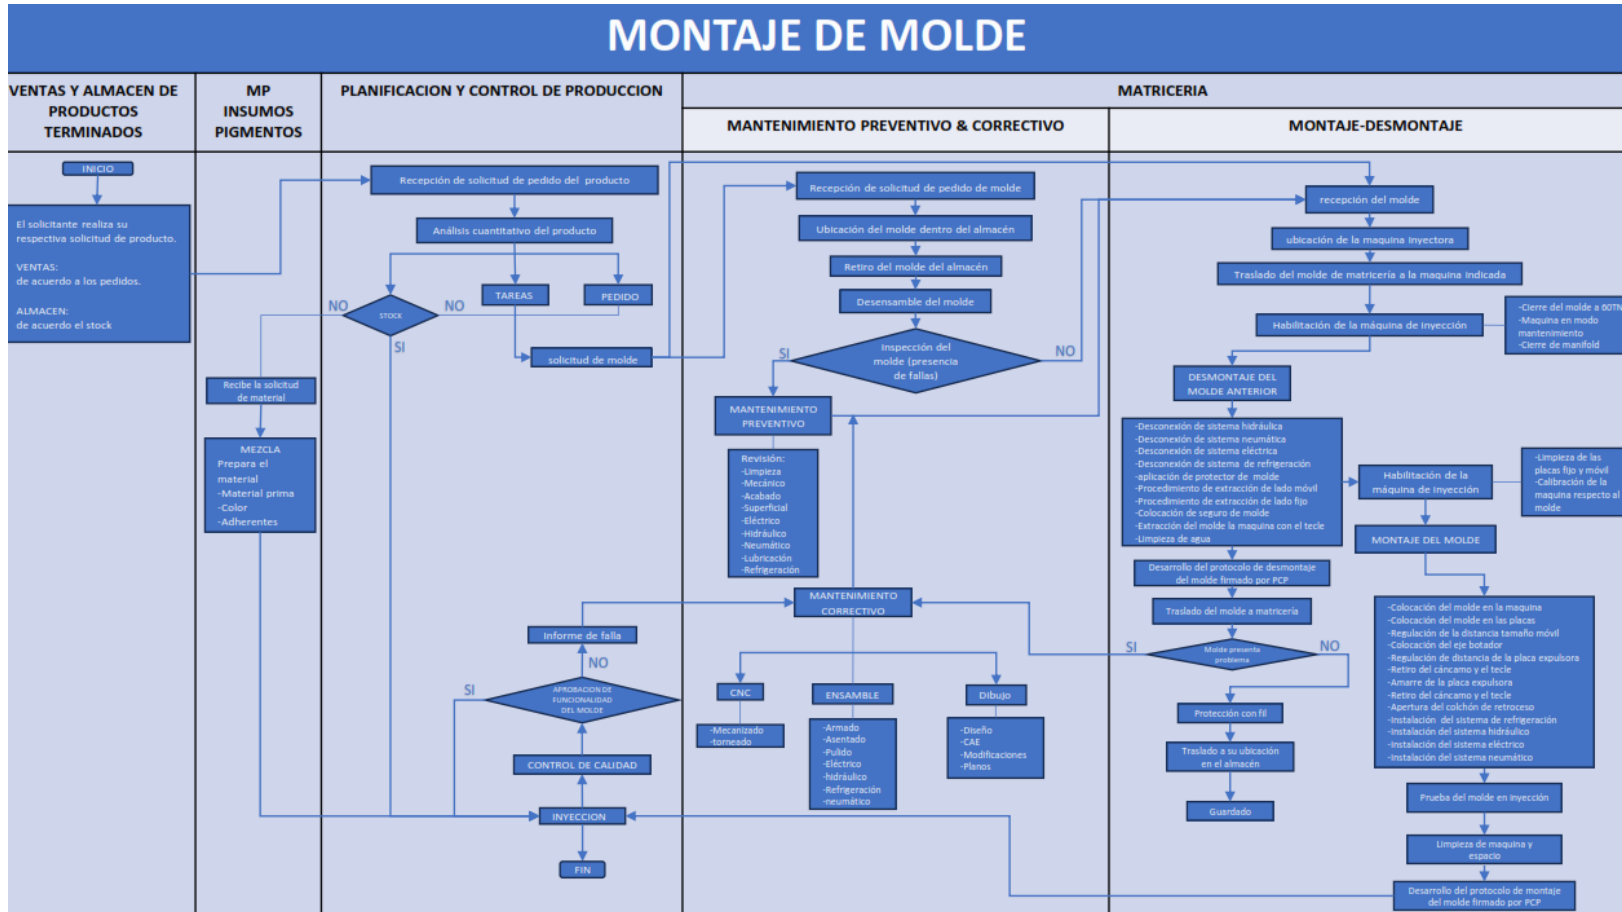 MONTAJE DE MOLDE
VENTAS Y ALMACEN DE
PRODUCTOS
TERMINADOS
MP
INSUMOS
PIGMENTOS
PLANIFICACION Y CONTROL DE PRODUCCION
MATRICERIA
MANTENIMIENTO PREVENTIVO & CORRECTIVO
MONTAJE-DESMONTAJE
INICIO
El solicitante realiza su
respectiva solicitud de producto.
VENTAS:
de acuerdo a los pedidos.
ALMACEN:
de acuerdo el stock
Recibe la solicitud
de material
MEZCLA
Prepara el
material
-Material prima
-Color
-Adherentes
Recepción de solicitud de pedido del producto
Análisis cuantitativo del producto
TAREAS
PEDIDO
NO
STOCK
NO
SI
solicitud de molde
Informe de falla
NO
SI
APROBACION DE
FUNCIONALIDAD
DEL MOLDE
CONTROL DE CALIDAD
INYECCION
FIN
Recepción de solicitud de pedido de molde
Ubicación del molde dentro del almacén
Retiro del molde del almacén
Desensamble del molde
SI
Inspección del
molde (presencia
de fallas)
NO
MANTENIMIENTO
PREVENTIVO
Revisión:
-Limpieza
-Mecánico
-Acabado
-Superficial
-Eléctrico
-Hidráulico
-Neumático
-Lubricación
-Refrigeración
MANTENIMIENTO
CORRECTIVO
CNC
-Mecanizado
-torneado
ENSAMBLE
-Armado
-Asentado
-Pulido
-Eléctrico
-hidráulico
-Refrigeración
-neumático
Dibujo
-Diseño
-CAE
-Modificaciones
-Planos
recepción del molde
ubicación de la maquina inyectora
Traslado del molde de matricería a la maquina indicada
Habilitación de la máquina de inyección
-Cierre del molde a 60TN
-Maquina en modo
mantenimiento
-Cierre de manifold
DESMONTAJE DEL
MOLDE ANTERIOR
-Desconexión de sistema hidráulica
-Desconexión de sistema neumática
-Desconexión de sistema eléctrica
-Desconexión de sistema de refrigeración
-aplicación de protector de molde
-Procedimiento de extracción de lado móvil
-Procedimiento de extracción de lado fijo
-Colocación de seguro de molde
-Extracción del molde la maquina con el tecle
-Limpieza de agua
Habilitación de la
máquina de inyección
-Limpieza de las
placas fijo y móvil
-Calibración de la
maquina respecto al
molde
MONTAJE DEL MOLDE
Desarrollo del protocolo de desmontaje
del molde firmado por PCP
Traslado del molde a matricería
SI
Molde presenta
problema
NO
Protección con fil
Traslado a su ubicación
en el almacén
Guardado
-Colocación del molde en la maquina
-Colocación del molde en las placas
-Regulación de la distancia tamaño móvil
-Colocación del eje botador
-Regulación de distancia de la placa expulsora
-Retiro del cáncamo y el tecle
-Amarre de la placa expulsora
-Retiro del cáncamo y el tecle
-Apertura del colchón de retroceso
-Instalación del sistema de refrigeración
-Instalación del sistema hidráulico
-Instalación del sistema eléctrico
-Instalación del sistema neumático
Prueba del molde en inyección
Limpieza de maquina y
espacio
Desarrollo del protocolo de montaje
del molde firmado por PCP